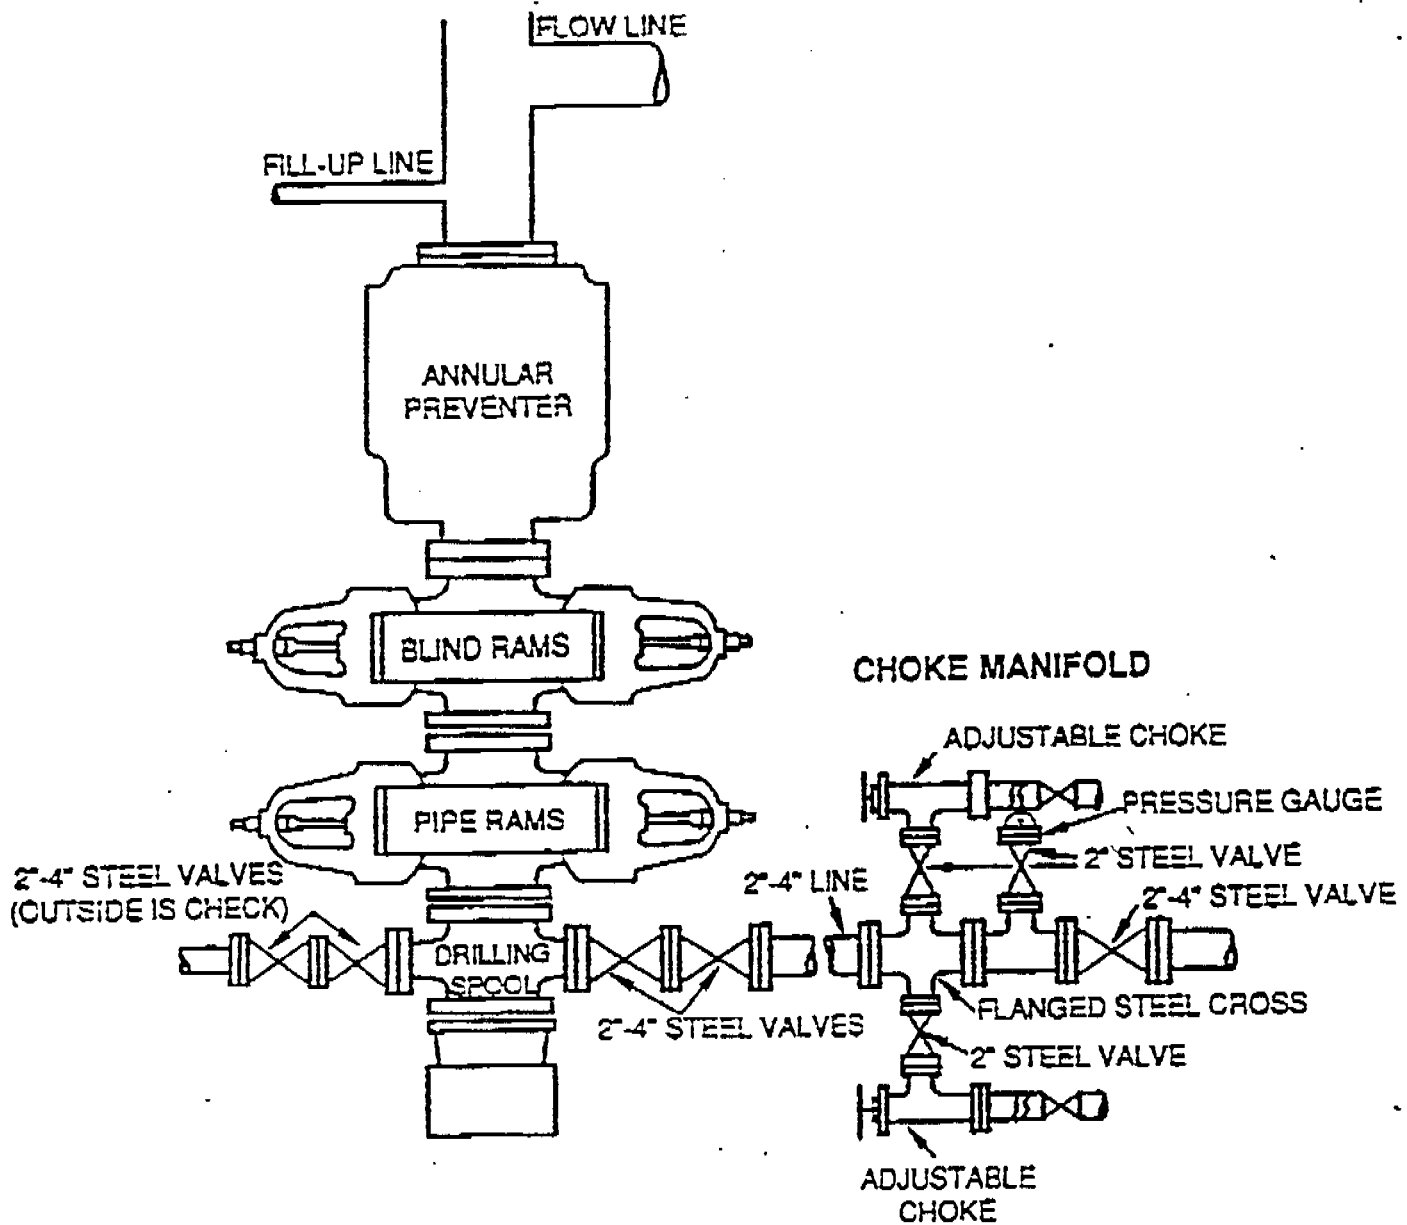 FLOW LINE
FILL-UP LINE
ANNULAR
PREVENTER
BLIND RAMS
CHOKE MANIFOLD
ADJUSTABLE CHOKE
PRESSURE GAUGE
PIPE RAMS
2" STEEL VALVE
2"-4" STEEL VALVES
(OUTSIDE IS CHECK)
2"-4" LINE
2"-4" STEEL VALVE
DRILLING
SPOOL
FLANGED STEEL CROSS
2"-4" STEEL VALVES
2" STEEL VALVE
ADJUSTABLE
CHOKE